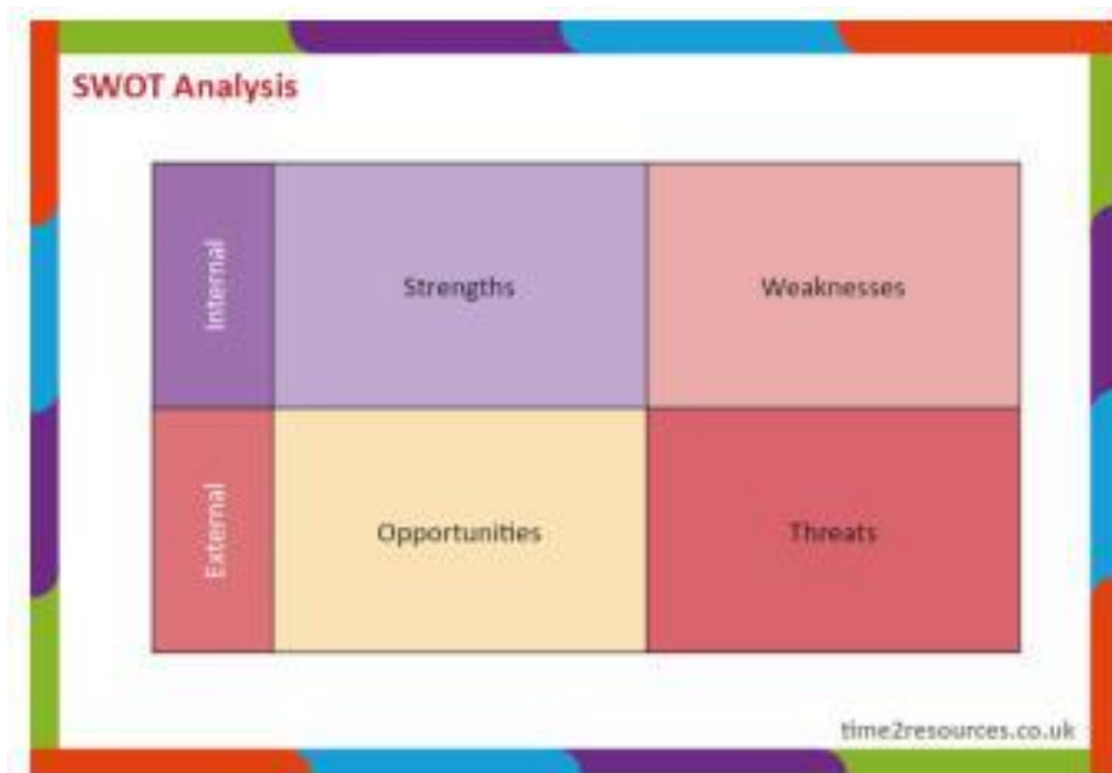 SWOT Analysis
Internal
Strengths
Weaknesses
External
Opportunities
Threats
time2resources.co.uk